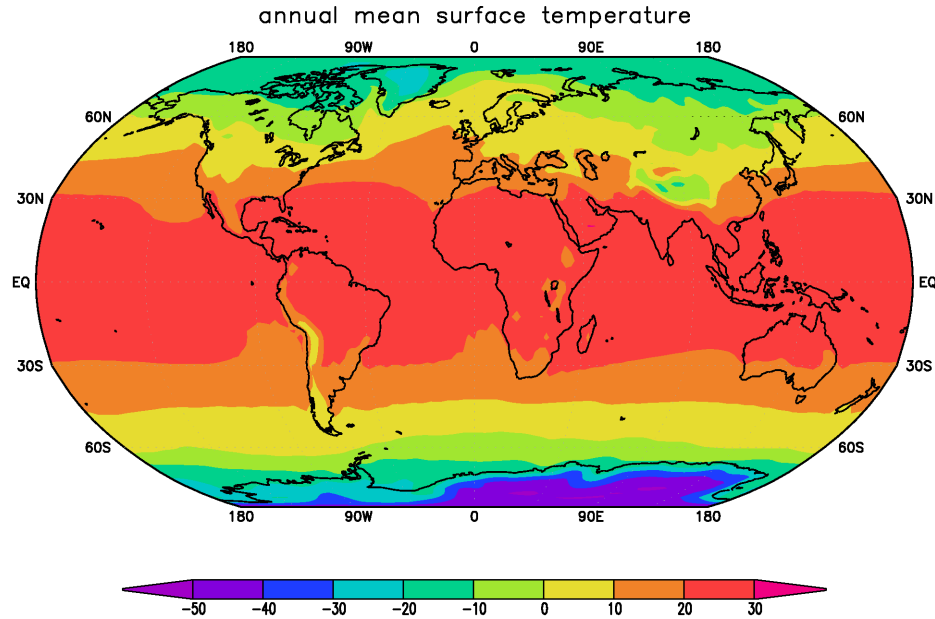 annual mean surface temperature
180 90W 0 90E 180
60N 60N
30N 30N
EQ EQ
30S 30S
60S 60S
180 90W 0 90E 180
-50 -40 -30 -20 -10 0 10 20 30